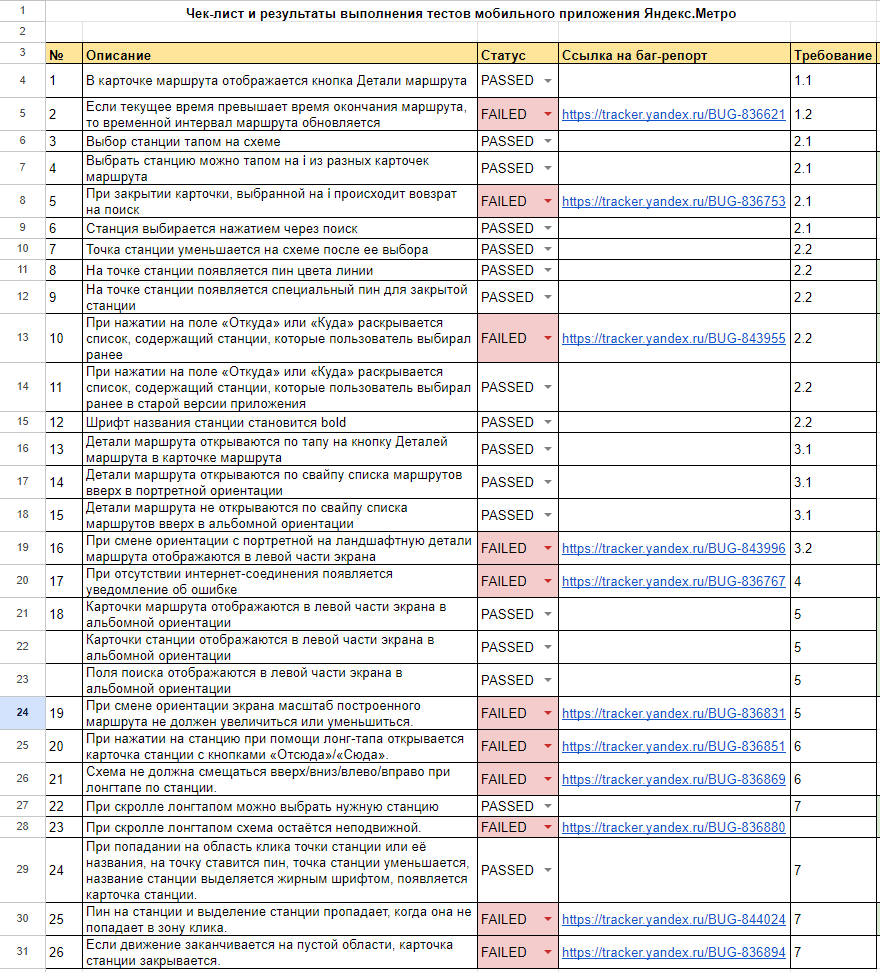 1 Чек-лист и результаты выполнения тестов мобильного приложения Яндекс.Метро
2
3 № Описание Статус Ссылка на баг-репорт Требование
4 1 В карточке маршрута отображается кнопка Детали маршрута PASSED 1.1
5 2 Если текущее время превышает время окончания маршрута,
то временной интервал маршрута обновляется FAILED https://tracker.yandex.ru/BUG-836621 1.2
6 3 Выбор станции тапом на схеме PASSED 2.1
7 4 Выбрать станцию можно тапом на i из разных карточек
маршрута PASSED 2.1
8 5 При закрытии карточки, выбранной на i происходит вовзрат
на поиск FAILED https://tracker.yandex.ru/BUG-836753 2.1
9 6 Станция выбирается нажатием через поиск PASSED 2.1
10 7 Точка станции уменьшается на схеме после ее выбора PASSED 2.2
11 8 На точке станции появляется пин цвета линии PASSED 2.2
12 9 На точке станции появляется специальный пин для закрытой
станции PASSED 2.2
13 10 При нажатии на поле «Откуда» или «Куда» раскрывается
список, содержащий станции, которые пользователь выбирал
ранее FAILED https://tracker.yandex.ru/BUG-843955 2.2
14 11 При нажатии на поле «Откуда» или «Куда» раскрывается
список, содержащий станции, которые пользователь выбирал
ранее в старой версии приложения PASSED 2.2
15 12 Шрифт названия станции становится bold PASSED 2.2
16 13 Детали маршрута открываются по тапу на кнопку Деталей
маршрута в карточке маршрута PASSED 3.1
17 14 Детали маршрута открываются по свайпу списка маршрутов
вверх в портретной ориентации PASSED 3.1
18 15 Детали маршрута не открываются по свайпу списка
маршрутов вверх в альбомной ориентации PASSED 3.1
19 16 При смене ориентации с портретной на ландшафтную детали
маршрута отображаются в левой части экрана FAILED https://tracker.yandex.ru/BUG-843996 3.2
20 17 При отсутствии интернет-соединения появляется
уведомление об ошибке FAILED https://tracker.yandex.ru/BUG-836767 4
21 18 Карточки маршрута отображаются в левой части экрана в
альбомной ориентации PASSED 5
22 Карточки станции отображаются в левой части экрана в
альбомной ориентации PASSED 5
23 Поля поиска отображаются в левой части экрана в
альбомной ориентации PASSED 5
24 19 При смене ориентации экрана масштаб построенного
маршрута не должен увеличиться или уменьшиться. FAILED https://tracker.yandex.ru/BUG-836831 5
25 20 При нажатии на станцию при помощи лонг-тапа открывается
карточка станции с кнопками «Отсюда»/«Сюда». FAILED https://tracker.yandex.ru/BUG-836851 6
26 21 Схема не должна смещаться вверх/вниз/влево/вправо при
лонгтапе по станции. FAILED https://tracker.yandex.ru/BUG-836869 6
27 22 При скролле лонгтапом можно выбрать нужную станцию PASSED 7
28 23 При скролле лонгтапом схема остаётся неподвижной. FAILED https://tracker.yandex.ru/BUG-836880
29 24 При попадании на область клика точки станции или её
названия, на точку ставится пин, точка станции уменьшается,
название станции выделяется жирным шрифтом, появляется
карточка станции. PASSED 7
30 25 Пин на станции и выделение станции пропадает, когда она не
попадает в зону клика. FAILED https://tracker.yandex.ru/BUG-844024 7
31 26 Если движение заканчивается на пустой области, карточка
станции закрывается. FAILED https://tracker.yandex.ru/BUG-836894 7